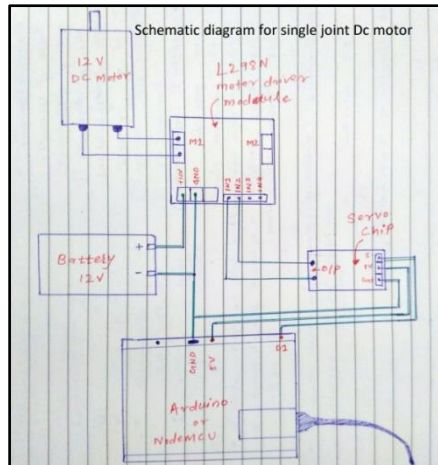 Schematic diagram for single joint Dc motor
12V
DC Motor
L298N
motor driver
module
M1
M2
+12V
GND
IN1
IN2
IN3
IN4
Servo
Chip
O/P
S
5V
Gnd
Battery
12V
+
-
GND
5V
D1
Arduino
or
NodeMCU